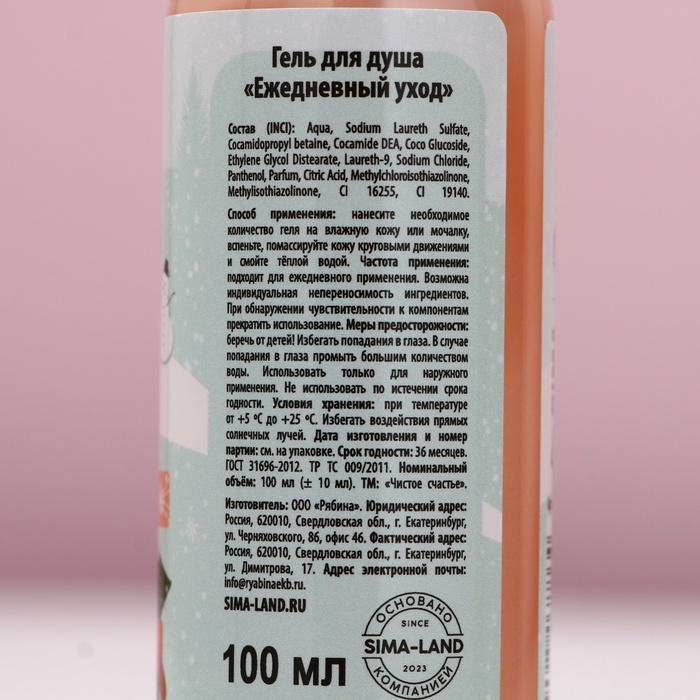 Гель для душа
«Ежедневный уход»
Состав (INCI): Aqua, Sodium Laureth Sulfate,
Cocamidopropyl betaine, Cocamide DEA, Coco Glucoside,
Ethylene Glycol Distearate, Laureth-9, Sodium Chloride,
Panthenol, Parfum, Citric Acid, Methylchloroisothiazolinone,
Methylisothiazolinone, CI 16255, CI 19140.
Способ применения: нанесите необходимое
количество геля на влажную кожу или мочалку,
вспеньте, помассируйте кожу круговыми движениями
и смойте тёплой водой. Частота применения:
подходит для ежедневного применения. Возможна
индивидуальная непереносимость ингредиентов.
При обнаружении чувствительности к компонентам
прекратить использование. Меры предосторожности:
беречь от детей! Избегать попадания в глаза. В случае
попадания в глаза промыть большим количеством
воды. Использовать только для наружного
применения. Не использовать по истечении срока
годности. Условия хранения: при температуре
от +5 °C до +25 °C. Избегать воздействия прямых
солнечных лучей. Дата изготовления и номер
партии: см. на упаковке. Срок годности: 36 месяцев.
ГОСТ 31696-2012. ТР ТС 009/2011. Номинальный
объём: 100 мл (± 10 мл). ТМ: «Чистое счастье».
Изготовитель: ООО «Рябина». Юридический адрес:
Россия, 620010, Свердловская обл., г. Екатеринбург,
ул. Черняховского, 86, офис 46. Фактический адрес:
Россия, 620010, Свердловская обл., г. Екатеринбург,
ул. Димитрова, 17. Адрес электронной почты:
info@ryabinaekb.ru.
SIMA-LAND.RU
100 мл
ОСНОВАНО
SINCE
SIMA-LAND
2023
КОМПАНИЕЙ